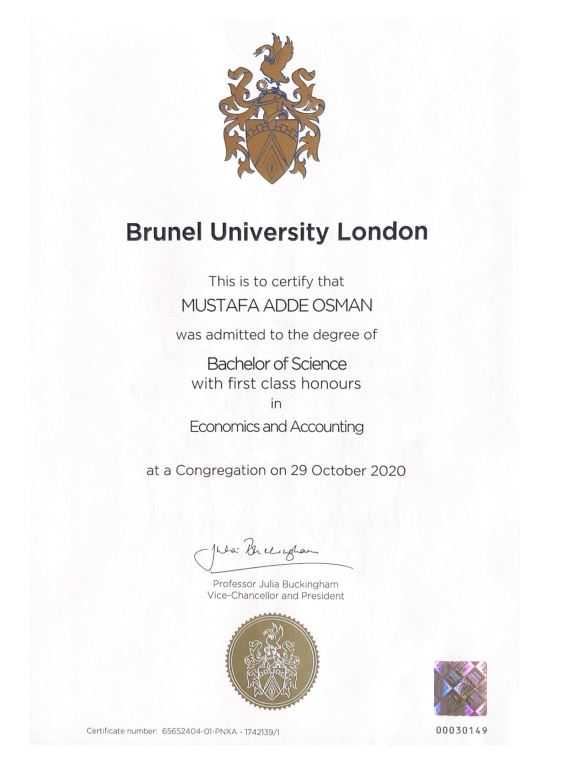 Brunel University London
This is to certify that
MUSTAFA ADDE OSMAN
was admitted to the degree of
Bachelor of Science
with first class honours
in
Economics and Accounting
at a Congregation on 29 October 2020
Julia Buckingham
Professor Julia Buckingham
Vice-Chancellor and President
Certificate number: 65652404-01-PNXA - 1742139/1
00030149